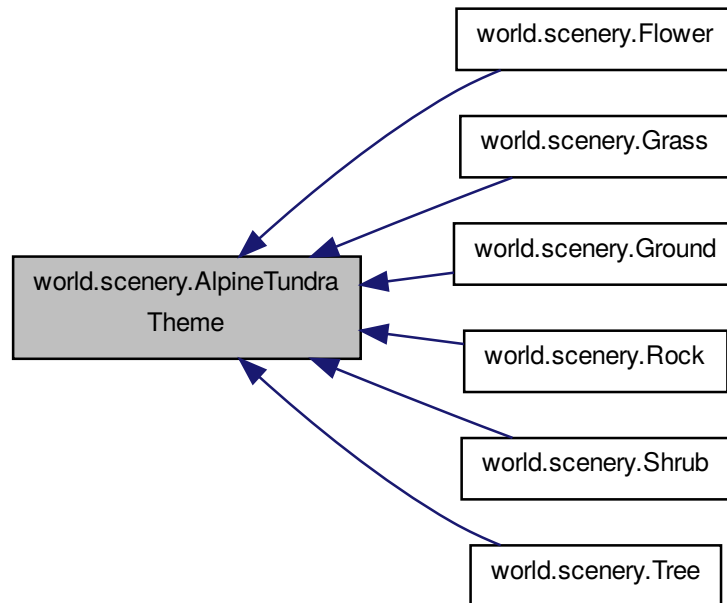 world.scenery.Flower
world.scenery.Grass
world.scenery.Ground
world.scenery.AlpineTundra
Theme
world.scenery.Rock
world.scenery.Shrub
world.scenery.Tree